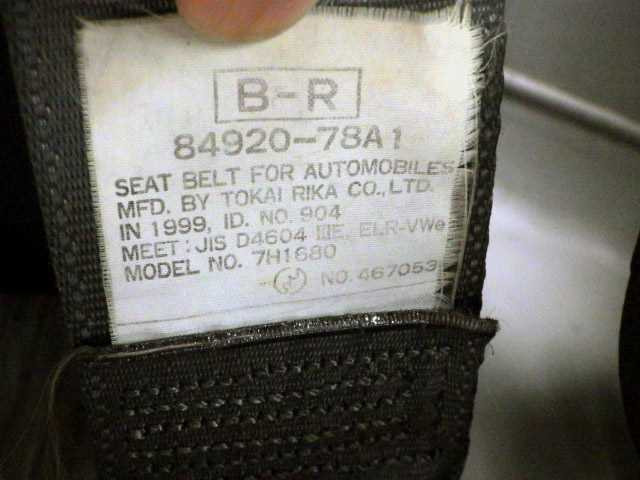 B-R
84920-78A1
SEAT BELT FOR AUTOMOBILES
MFD. BY TOKAI RIKA CO., LTD.
IN 1999, ID. NO. 904
MEET: JIS D4604 IIIE, ELR-VWe
MODEL NO. 7H1680
NO. 467053